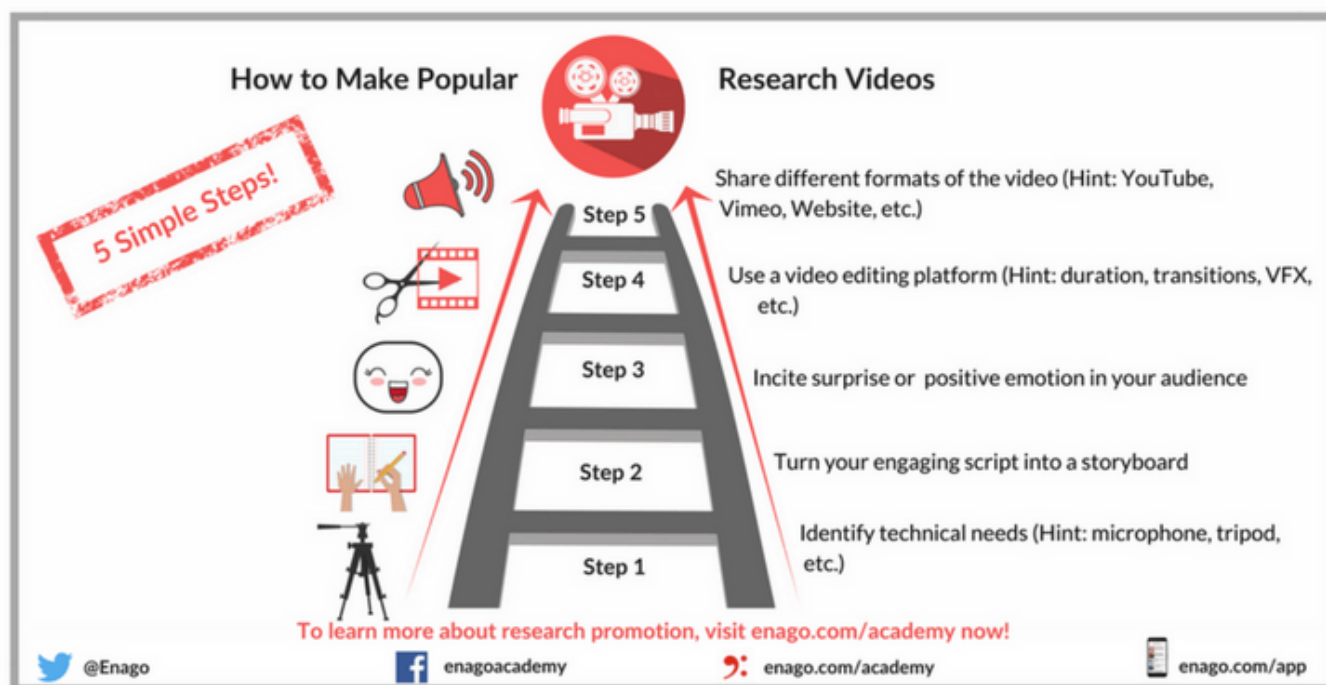 How to Make Popular Research Videos
5 Simple Steps!
Step 5
Share different formats of the video (Hint: YouTube,
Vimeo, Website, etc.)
Step 4
Use a video editing platform (Hint: duration, transitions, VFX,
etc.)
Step 3
Incite surprise or positive emotion in your audience
Step 2
Turn your engaging script into a storyboard
Step 1
Identify technical needs (Hint: microphone, tripod,
etc.)
To learn more about research promotion, visit enago.com/academy now!
@Enago
enagoacademy
enago.com/academy
enago.com/app